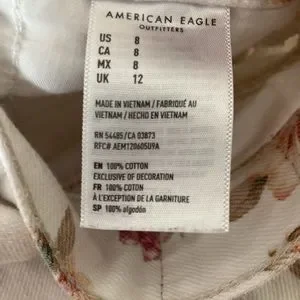 AMERICAN EAGLE
OUTFITTERS
US 8
CA 8
MX 8
UK 12
MADE IN VIETNAM / FABRIQUÉ AU
VIETNAM / HECHO EN VIETNAM
RN 54485/CA 03873
RFC# AEM120605U9A
EN 100% COTTON
EXCLUSIVE OF DECORATION
FR 100% COTON
À L'EXCEPTION DE LA GARNITURE
SP 100% algodón